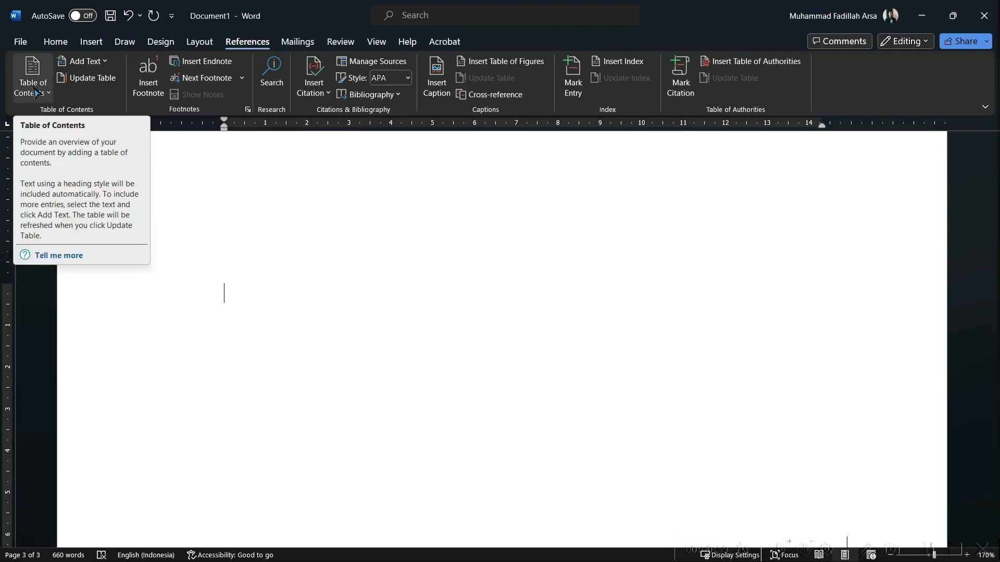 AutoSave Off Document1 - Word Search Muhammad Fadillah Arsa
File Home Insert Draw Design Layout References Mailings Review View Help Acrobat Comments Editing Share
Table of Contents
Add Text
Update Table
Table of Contents
Insert Footnote
Insert Endnote
Next Footnote
Show Notes
Footnotes
Search
Research
Insert Citation
Manage Sources
Style: APA
Bibliography
Citations & Bibliography
Insert Caption
Insert Table of Figures
Update Table
Cross-reference
Captions
Mark Entry
Insert Index
Update Index
Index
Mark Citation
Insert Table of Authorities
Update Table
Table of Authorities
1 2 3 4 5 6 7 8 9 10 11 12 13 14
Table of Contents
Provide an overview of your
document by adding a table of
contents.
Text using a heading style will be
included automatically. To include
more entries, select the text and
click Add Text. The table will be
refreshed when you click Update
Table.
Tell me more
1
2
3
4
5
6
Page 3 of 3 660 words English (Indonesia) Accessibility: Good to go Display Settings Focus 170%